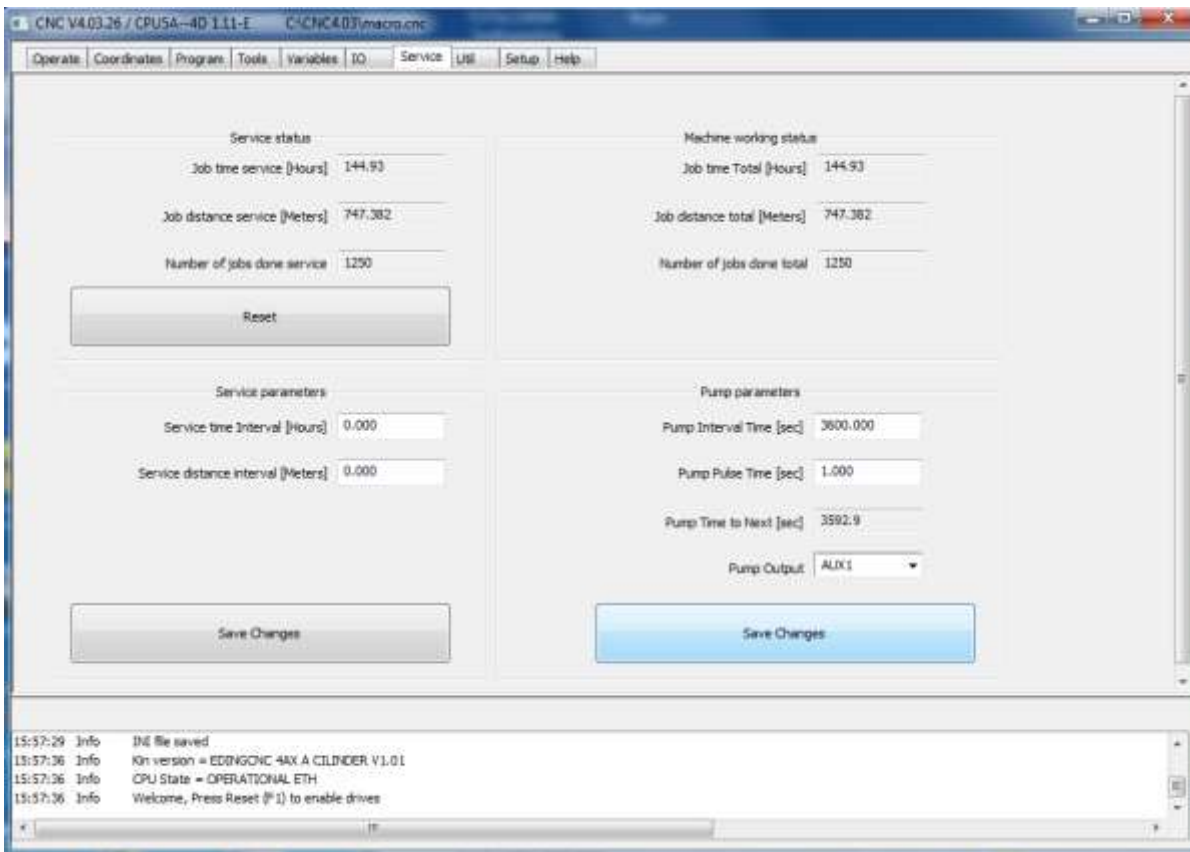 CNC V4.03.26 / CPU5A--4D 1.11-E C:\CNC4.03\macro.cnc
Operate Coordinates Program Tools Variables IO Service Util Setup Help
Service status
Job time service [Hours] 144.93
Job distance service [Meters] 747.382
Number of jobs done service 1250
Reset
Machine working status
Job time Total [Hours] 144.93
Job distance total [Meters] 747.382
Number of jobs done total 1250
Service parameters
Service time Interval [Hours] 0.000
Service distance interval [Meters] 0.000
Save Changes
Pump parameters
Pump Interval Time [sec] 3600.000
Pump Pulse Time [sec] 1.000
Pump Time to Next [sec] 3592.9
Pump Output AUX1
Save Changes
15:57:29 Info INI file saved
15:57:36 Info Kin version = EDINGCNC 4AX A CILINDER V1.01
15:57:36 Info CPU State = OPERATIONAL ETH
15:57:36 Info Welcome, Press Reset (F1) to enable drives